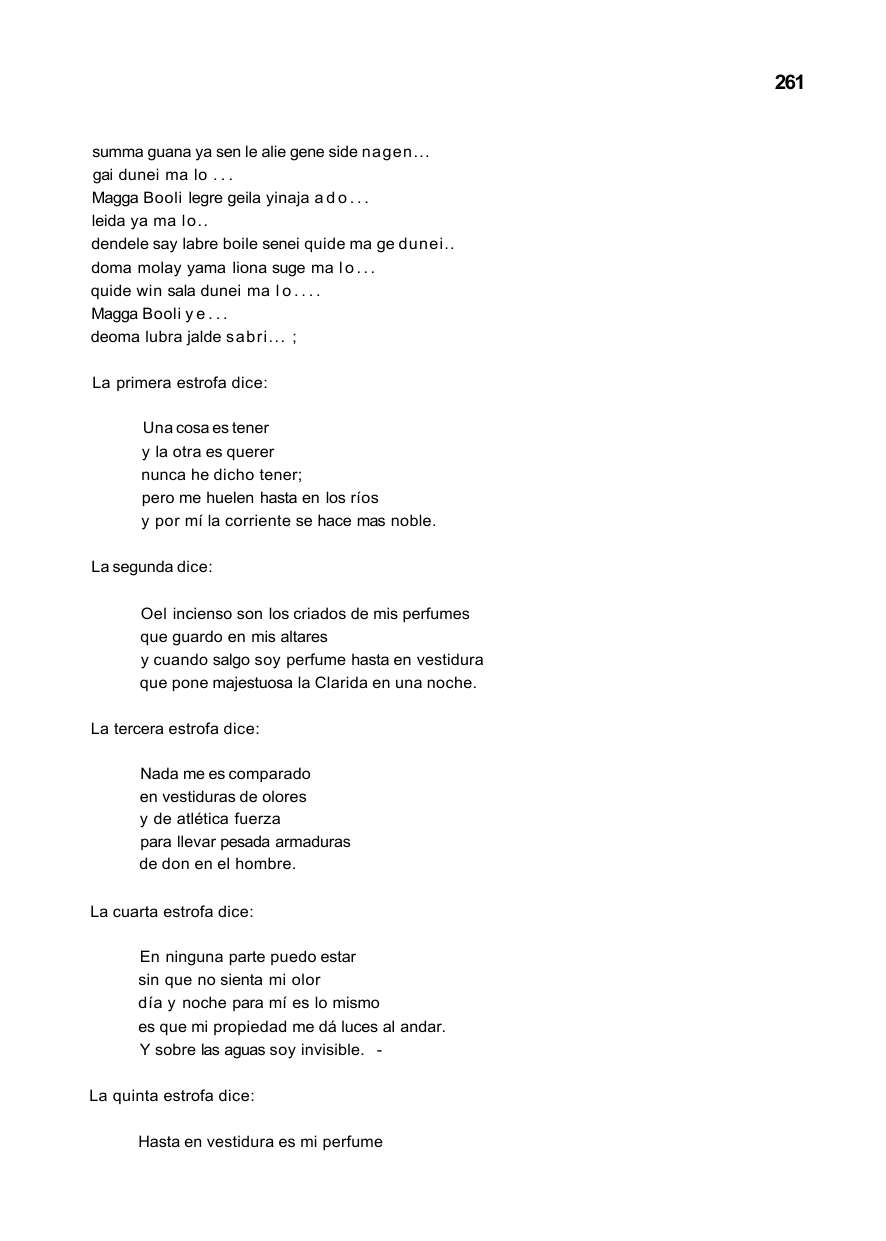 261
summa guana ya sen le alie gene side nagen...
gai dunei ma lo ...
Magga Booli legre geila yinaja ado...
leida ya ma lo..
dendele say labre boile senei quide ma ge dunei..
doma molay yama liona suge ma lo...
quide win sala dunei ma lo....
Magga Booli ye...
deoma lubra jalde sabri... ;
La primera estrofa dice:
Una cosa es tener
y la otra es querer
nunca he dicho tener;
pero me huelen hasta en los ríos
y por mí la corriente se hace mas noble.
La segunda dice:
Oel incienso son los criados de mis perfumes
que guardo en mis altares
y cuando salgo soy perfume hasta en vestidura
que pone majestuosa la Clarida en una noche.
La tercera estrofa dice:
Nada me es comparado
en vestiduras de olores
y de atlética fuerza
para llevar pesada armaduras
de don en el hombre.
La cuarta estrofa dice:
En ninguna parte puedo estar
sin que no sienta mi olor
día y noche para mí es lo mismo
es que mi propiedad me dá luces al andar.
Y sobre las aguas soy invisible. -
La quinta estrofa dice:
Hasta en vestidura es mi perfume